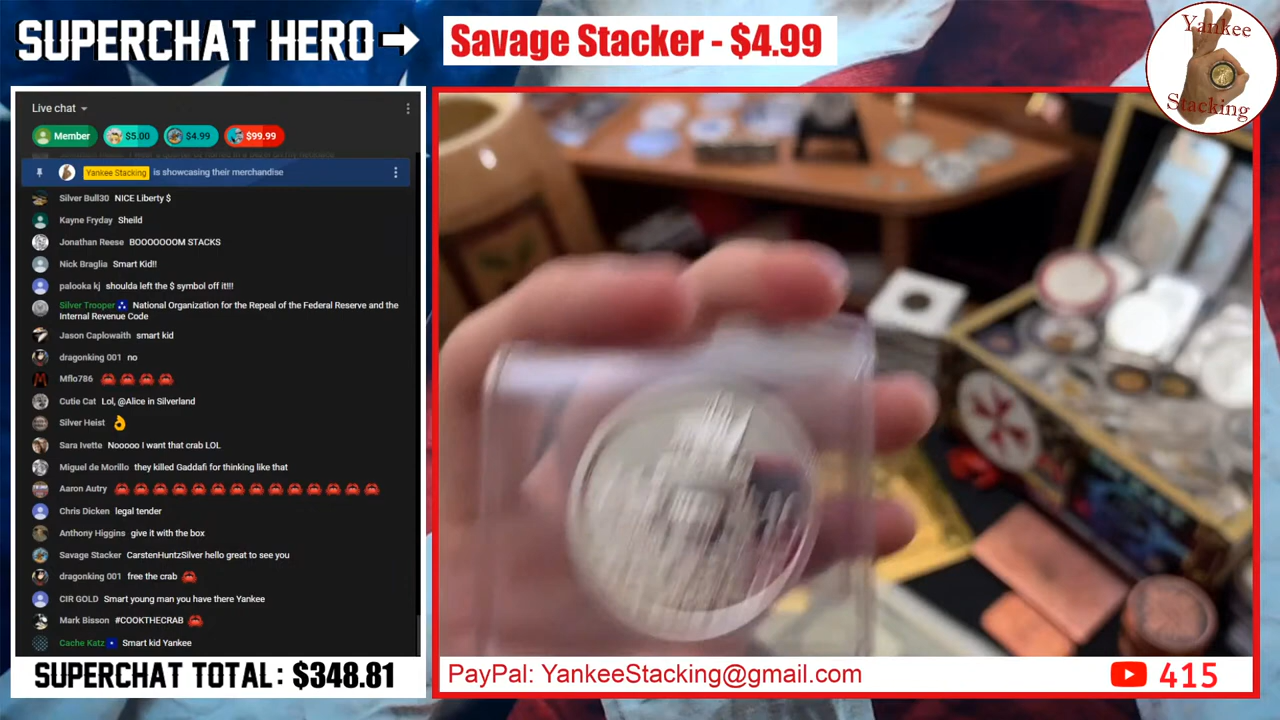 SUPERCHAT HERO
Savage Stacker - $4.99
Yankee
Stacking
Live chat
Member $5.00 $4.99 $99.99
Yankee Stacking is showcasing their merchandise
Silver Bull30 NICE Liberty $
Kayne Fryday Sheild
Jonathan Reese BOOOOOOOM STACKS
Nick Braglia Smart Kid!!
palooka kj shoulda left the $ symbol off it!!!
Silver Trooper National Organization for the Repeal of the Federal Reserve and the
Internal Revenue Code
Jason Caplowaith smart kid
dragonking 001 no
Mflo786 🦀 🦀 🦀 🦀
Cutie Cat Lol, @Alice in Silverland
Silver Heist 👌
Sara Ivette Nooooo I want that crab LOL
Miguel de Morillo they killed Gaddafi for thinking like that
Aaron Autry 🦀 🦀 🦀 🦀 🦀 🦀 🦀 🦀 🦀 🦀 🦀 🦀 🦀 🦀
Chris Dicken legal tender
Anthony Higgins give it with the box
Savage Stacker CarstenHuntzSilver hello great to see you
dragonking 001 free the crab 🦀
CIR GOLD Smart young man you have there Yankee
Mark Bisson #COOKTHECRAB 🦀
Cache Katz Smart kid Yankee
SUPERCHAT TOTAL: $348.81
PayPal: YankeeStacking@gmail.com
415